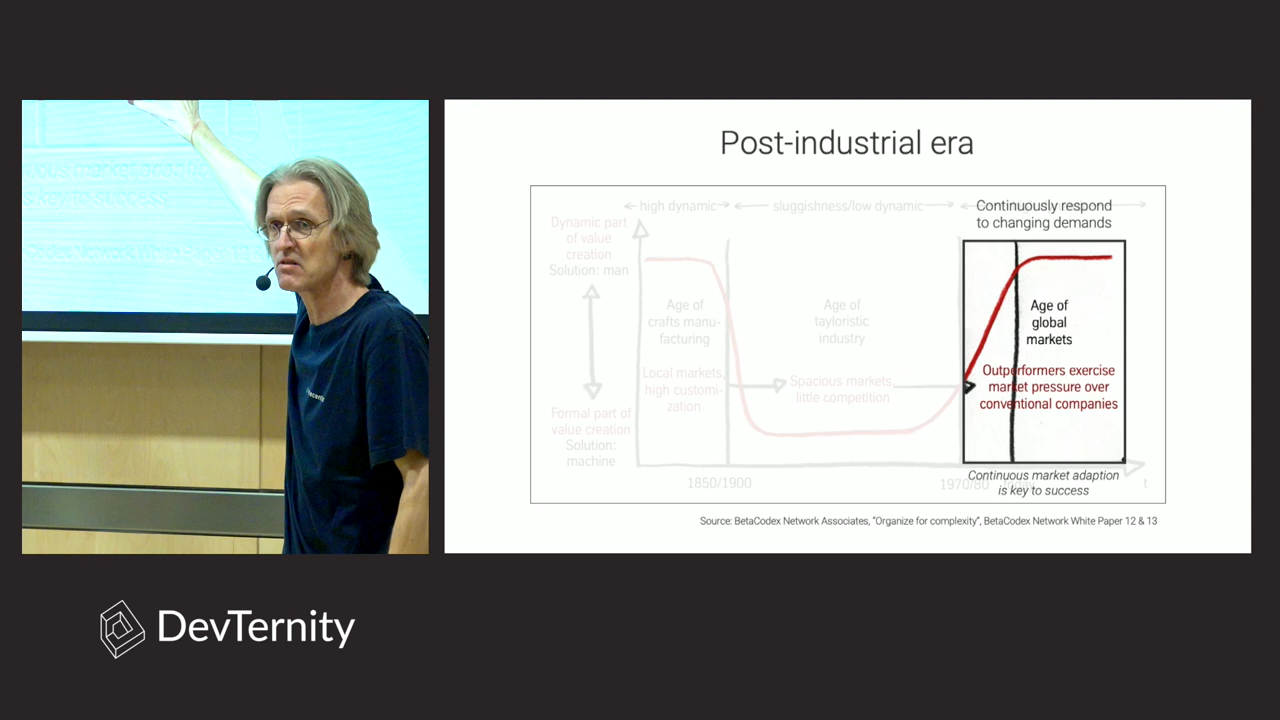 Post-industrial era
high dynamic
sluggishness/low dynamic
Continuously respond
to changing demands
Dynamic part
of value
creation
Solution: man
Age of
crafts manu-
facturing
Age of
tayloristic
industry
Age of
global
markets
Local markets,
high customi-
zation
Spacious markets,
little competition
Outperformers exercise
market pressure over
conventional companies
Formal part of
value creation
Solution:
machine
1850/1900
1970/80
t
Continuous market adaption
is key to success
Source: BetaCodex Network Associates, "Organize for complexity", BetaCodex Network White Paper 12 & 13
DevTernity